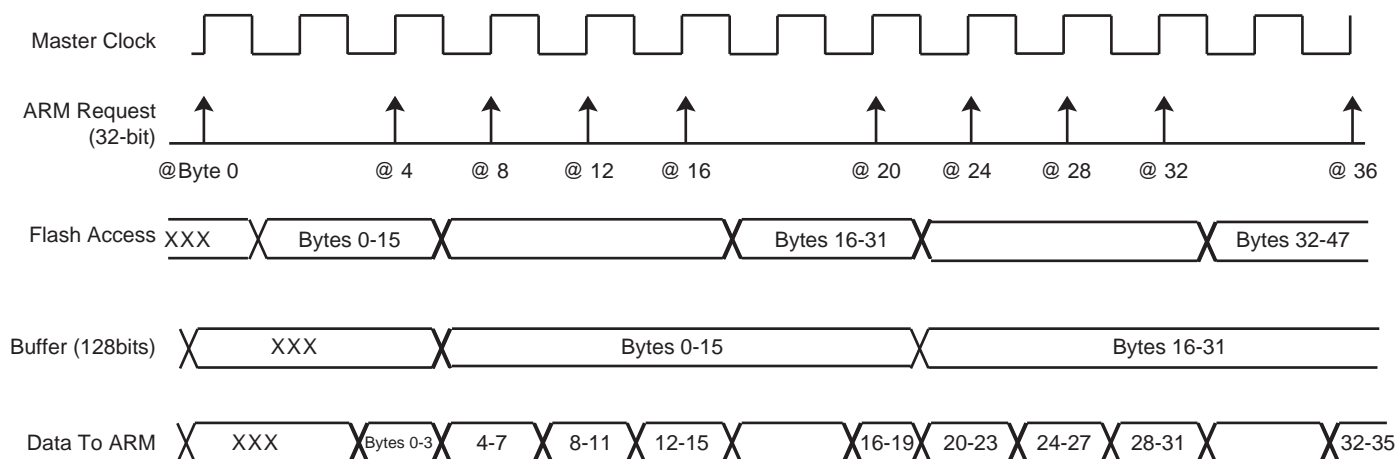 Master Clock
ARM Request
(32-bit)
@Byte 0 @ 4 @ 8 @ 12 @ 16 @ 20 @ 24 @ 28 @ 32 @ 36
Flash Access XXX Bytes 0-15 Bytes 16-31 Bytes 32-47
Buffer (128bits) XXX Bytes 0-15 Bytes 16-31
Data To ARM XXX Bytes 0-3 4-7 8-11 12-15 16-19 20-23 24-27 28-31 32-35